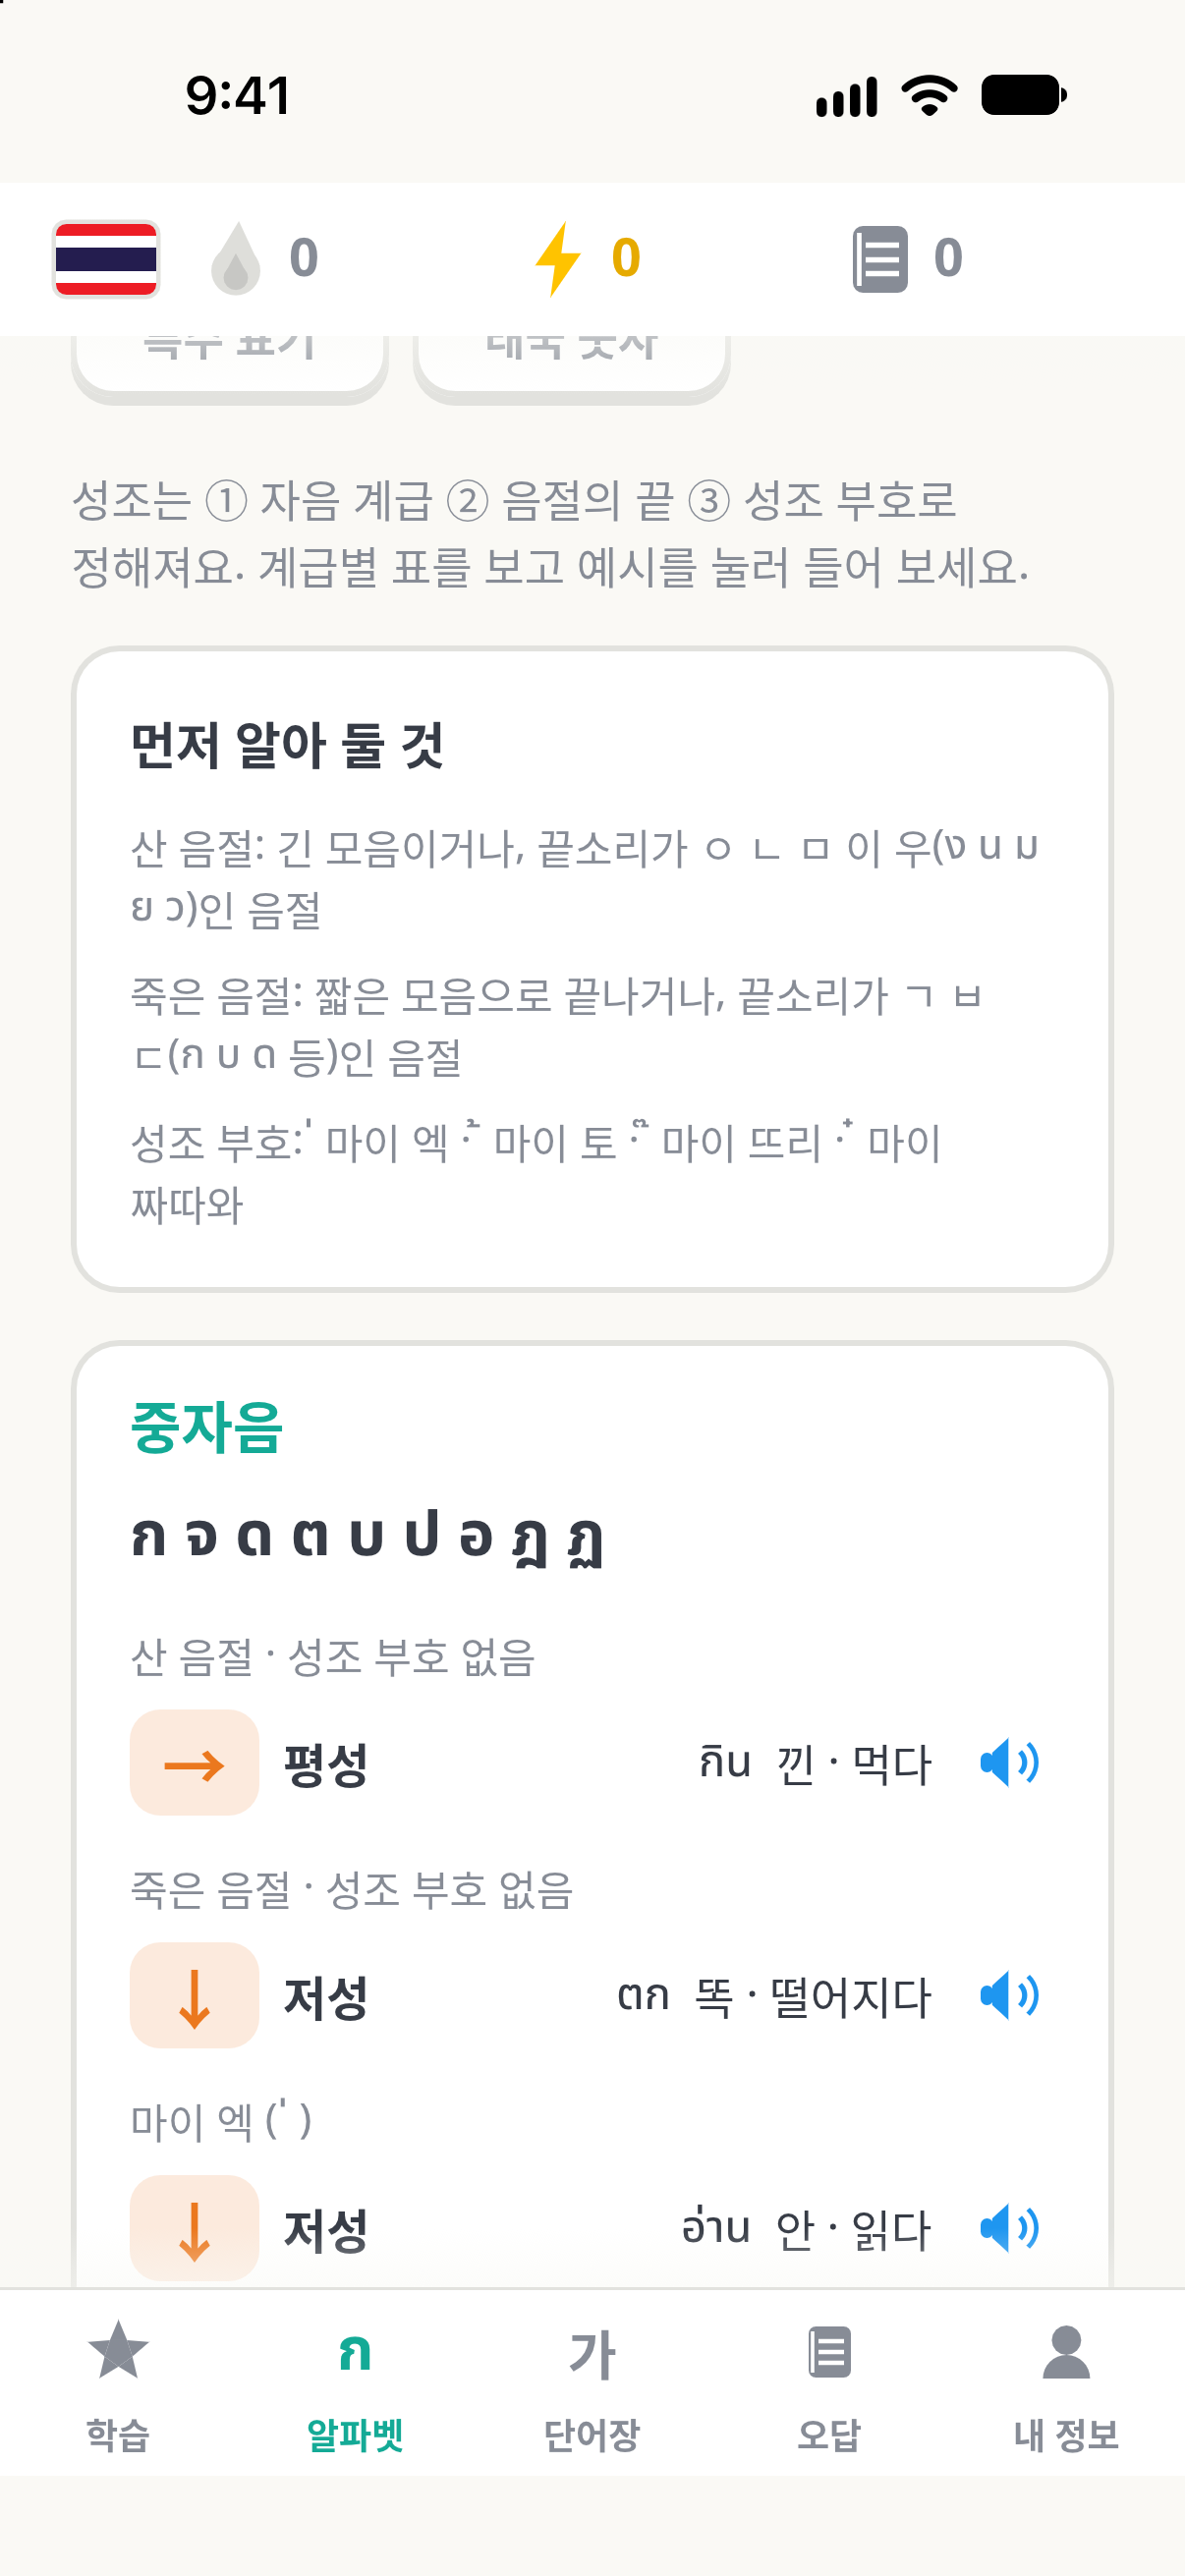 9:41
0 0 0
특수 표기 태국 숫자
성조는 ① 자음 계급 ② 음절의 끝 ③ 성조 부호로
정해져요. 계급별 표를 보고 예시를 눌러 들어 보세요.
먼저 알아 둘 것
산 음절: 긴 모음이거나, 끝소리가 ㅇ ㄴ ㅁ 이 우(ง น ม
ย ว)인 음절
죽은 음절: 짧은 모음으로 끝나거나, 끝소리가 ㄱ ㅂ
ㄷ(ก บ ด 등)인 음절
성조 부호: ่ 마이 엑 · ้ 마이 토 · ๊ 마이 뜨리 · ๋ 마이
짜따와
중자음
ก จ ด ต บ ป อ ฎ ฏ
산 음절 · 성조 부호 없음
→ 평성 กิน 낀 · 먹다
죽은 음절 · 성조 부호 없음
↓ 저성 ตก 똑 · 떨어지다
마이 엑 ( ่ )
↓ 저성 อ่าน 안 · 읽다
ก 가
학습 알파벳 단어장 오답 내 정보